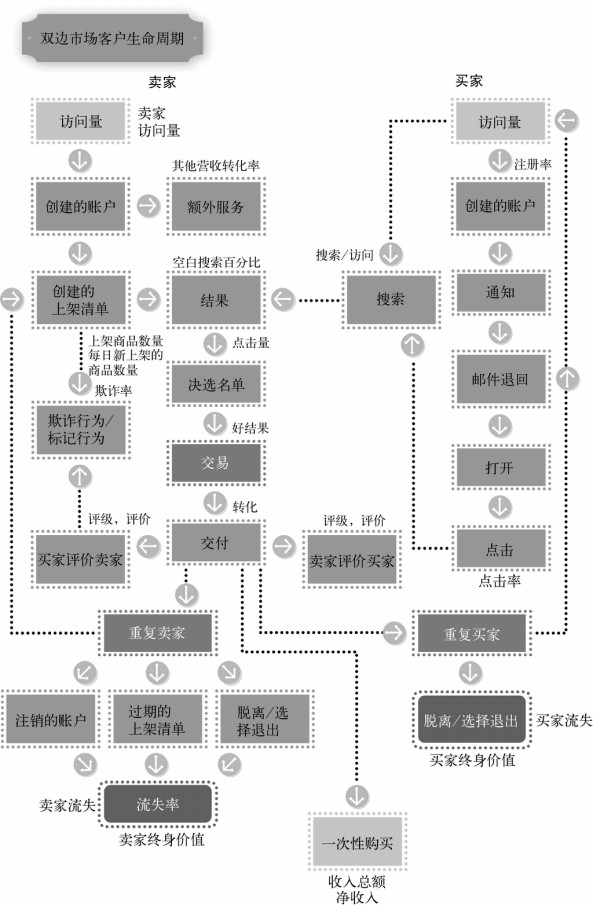 双边市场客户生命周期
卖家
买家
访问量
卖家
访问量
访问量
注册率
其他营收转化率
创建的账户
额外服务
创建的账户
搜索/访问
空白搜索百分比
创建的
上架清单
结果
搜索
通知
上架商品数量
每日新上架的
商品数量
点击量
决选名单
邮件退回
欺诈率
欺诈行为/
标记行为
好结果
交易
打开
转化
评级，评价
评级，评价
买家评价卖家
交付
卖家评价买家
点击
点击率
重复卖家
重复买家
注销的账户
过期的
上架清单
脱离/选
择退出
脱离/选择退出
买家流失
买家终身价值
卖家流失
流失率
卖家终身价值
一次性购买
收入总额
净收入